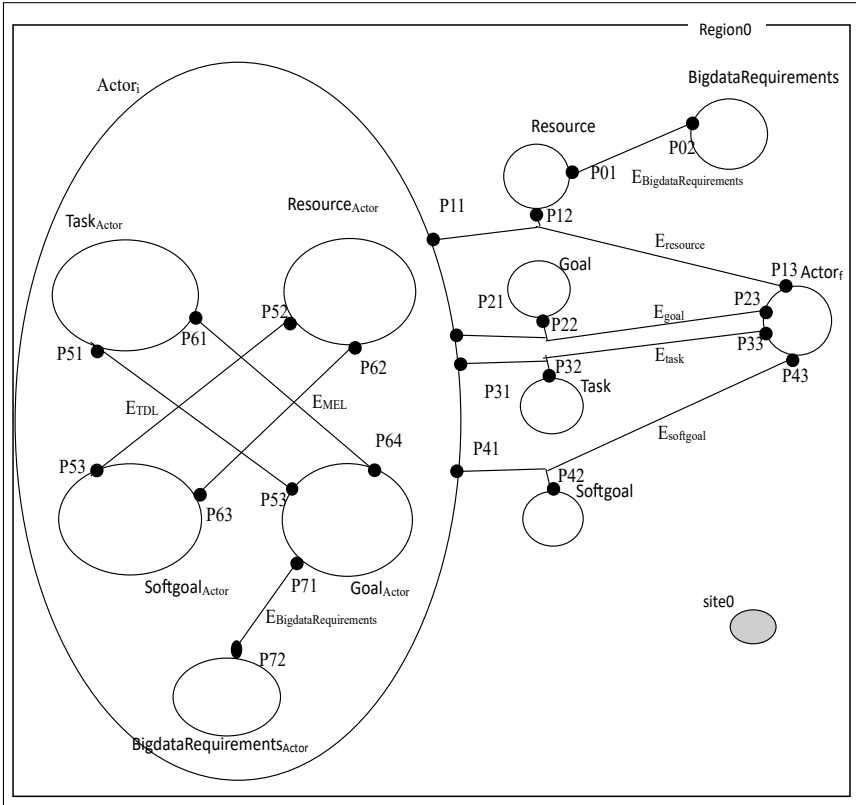 Region0
Actori
BigdataRequirements
Resource
P02
P01
EBigdataRequirements
ResourceActor
TaskActor
P11
P12
Eresource
Goal
P13
Actorf
P21
P23
P52
P22
Egoal
P61
P33
P51
P62
P32
Etask
P31
Task
P43
ETDL
EMEL
P64
P41
Esoftgoal
P53
P42
P53
P63
Softgoal
P71
SoftgoalActor
GoalActor
site0
EBigdataRequirements
P72
BigdataRequirementsActor